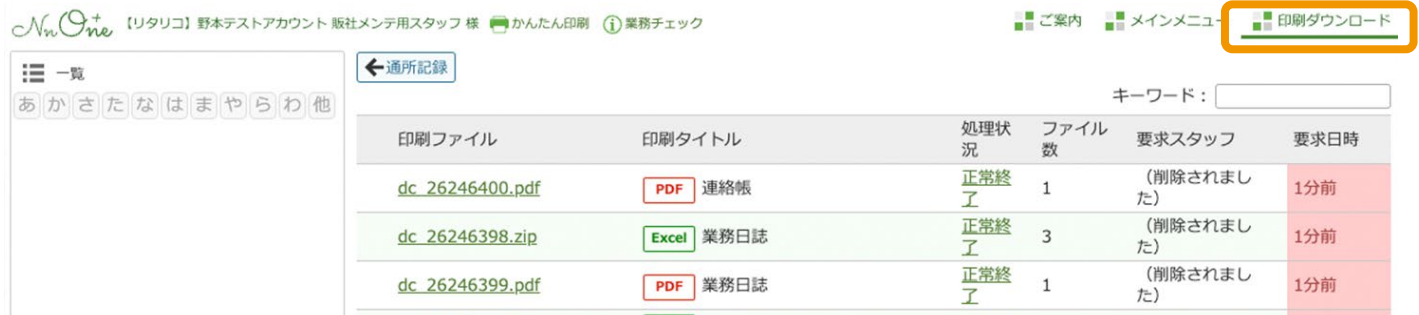 Nn One + 【リタリコ】野本テストアカウント 販社メンテ用スタッフ 様 かんたん印刷 業務チェック ご案内 メインメニュー 印刷ダウンロード
一覧
あ か さ た な は ま や ら わ 他
通所記録
キーワード：
印刷ファイル 印刷タイトル 処理状況 ファイル数 要求スタッフ 要求日時
dc_26246400.pdf PDF 連絡帳 正常終了 1 （削除されました） 1分前
dc_26246398.zip Excel 業務日誌 正常終了 3 （削除されました） 1分前
dc_26246399.pdf PDF 業務日誌 正常終了 1 （削除されました） 1分前